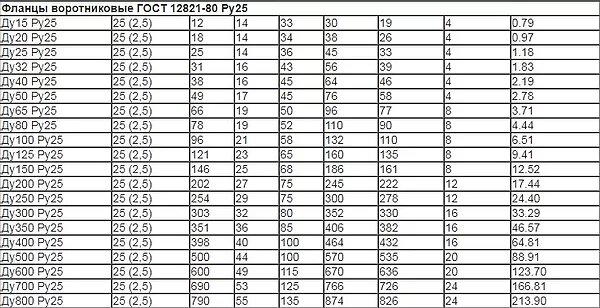 Фланцы воротниковые ГОСТ 12821-80 Ру25
Ду15 Ру25 25 (2,5) 12 14 33 30 19 4 0.79
Ду20 Ру25 25 (2,5) 18 14 34 38 26 4 0.97
Ду25 Ру25 25 (2,5) 25 14 36 45 33 4 1.18
Ду32 Ру25 25 (2,5) 31 16 43 56 39 4 1.83
Ду40 Ру25 25 (2,5) 38 16 45 64 46 4 2.19
Ду50 Ру25 25 (2,5) 49 17 45 76 58 4 2.78
Ду65 Ру25 25 (2,5) 66 19 50 96 77 8 3.71
Ду80 Ру25 25 (2,5) 78 19 52 110 90 8 4.44
Ду100 Ру25 25 (2,5) 96 21 58 132 110 8 6.51
Ду125 Ру25 25 (2,5) 121 23 65 160 135 8 9.41
Ду150 Ру25 25 (2,5) 146 25 68 186 161 8 12.52
Ду200 Ру25 25 (2,5) 202 27 75 245 222 12 17.44
Ду250 Ру25 25 (2,5) 254 29 75 300 278 12 24.40
Ду300 Ру25 25 (2,5) 303 32 80 352 330 16 33.29
Ду350 Ру25 25 (2,5) 351 36 85 406 382 16 46.57
Ду400 Ру25 25 (2,5) 398 40 100 464 432 16 64.81
Ду500 Ру25 25 (2,5) 500 44 100 570 535 20 88.91
Ду600 Ру25 25 (2,5) 600 49 115 670 636 20 123.70
Ду700 Ру25 25 (2,5) 690 53 125 766 726 24 166.81
Ду800 Ру25 25 (2,5) 790 55 135 874 826 24 213.90